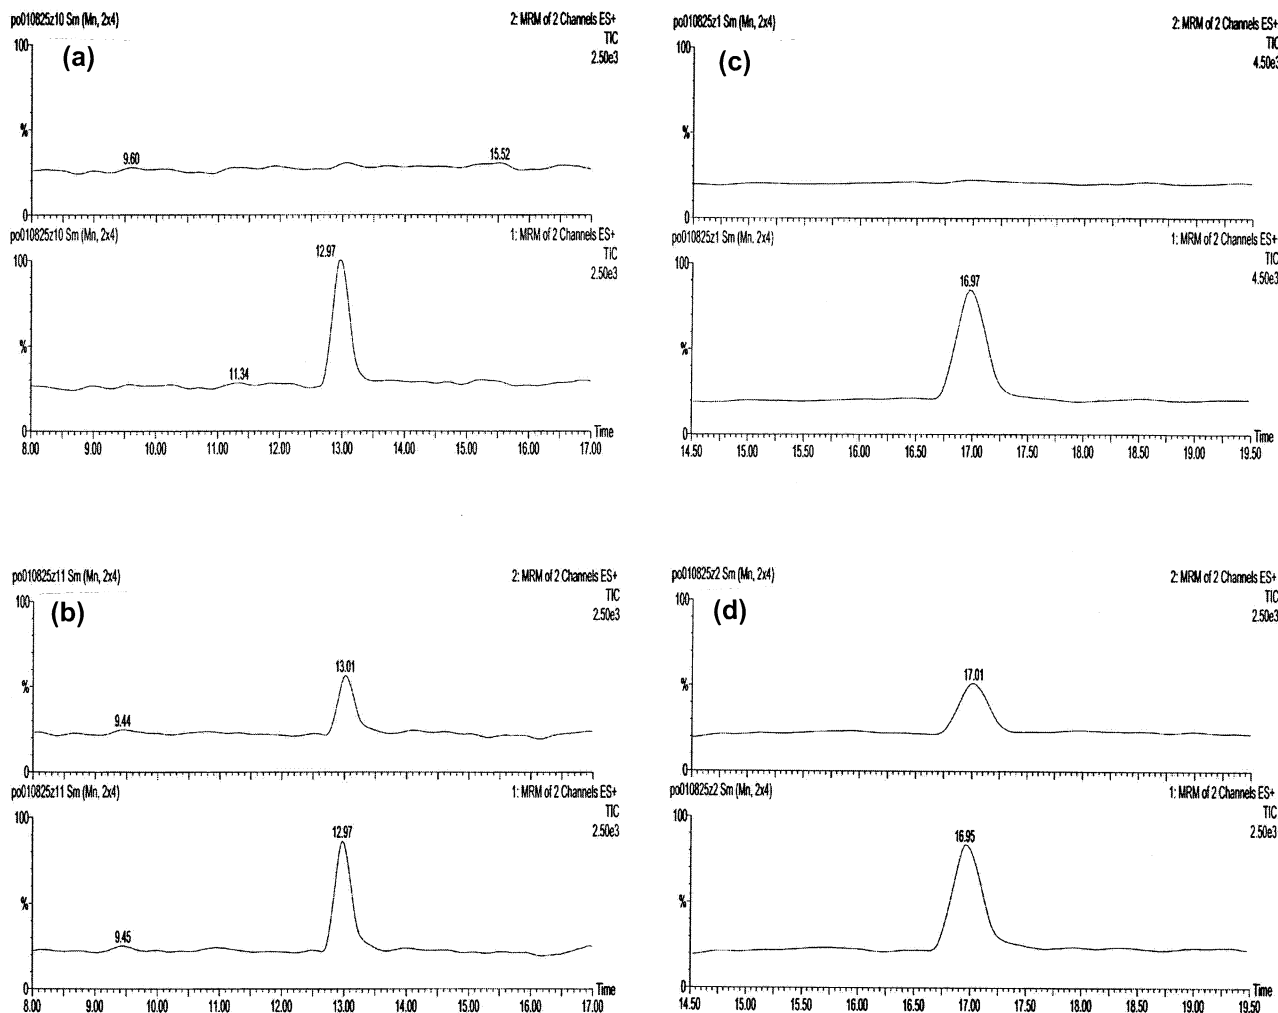 po010825z10 Sm (Mn, 2x4)
2: MRM of 2 Channels ES+
TIC
2.50e3
(a)
100
%
0
9.60
15.52
po010825z10 Sm (Mn, 2x4)
1: MRM of 2 Channels ES+
TIC
2.50e3
100
%
0
12.97
11.34
Time
8.00 9.00 10.00 11.00 12.00 13.00 14.00 15.00 16.00 17.00
po010825z1 Sm (Mn, 2x4)
2: MRM of 2 Channels ES+
TIC
4.50e3
(c)
100
%
0
po010825z1 Sm (Mn, 2x4)
1: MRM of 2 Channels ES+
TIC
4.50e3
100
%
0
16.97
Time
14.50 15.00 15.50 16.00 16.50 17.00 17.50 18.00 18.50 19.00 19.50
po010825z11 Sm (Mn, 2x4)
2: MRM of 2 Channels ES+
TIC
2.50e3
(b)
100
%
0
13.01
9.44
po010825z11 Sm (Mn, 2x4)
1: MRM of 2 Channels ES+
TIC
2.50e3
100
%
0
12.97
9.45
Time
8.00 9.00 10.00 11.00 12.00 13.00 14.00 15.00 16.00 17.00
po010825z2 Sm (Mn, 2x4)
2: MRM of 2 Channels ES+
TIC
2.50e3
(d)
100
%
0
17.01
po010825z2 Sm (Mn, 2x4)
1: MRM of 2 Channels ES+
TIC
2.50e3
100
%
0
16.95
Time
14.50 15.00 15.50 16.00 16.50 17.00 17.50 18.00 18.50 19.00 19.50